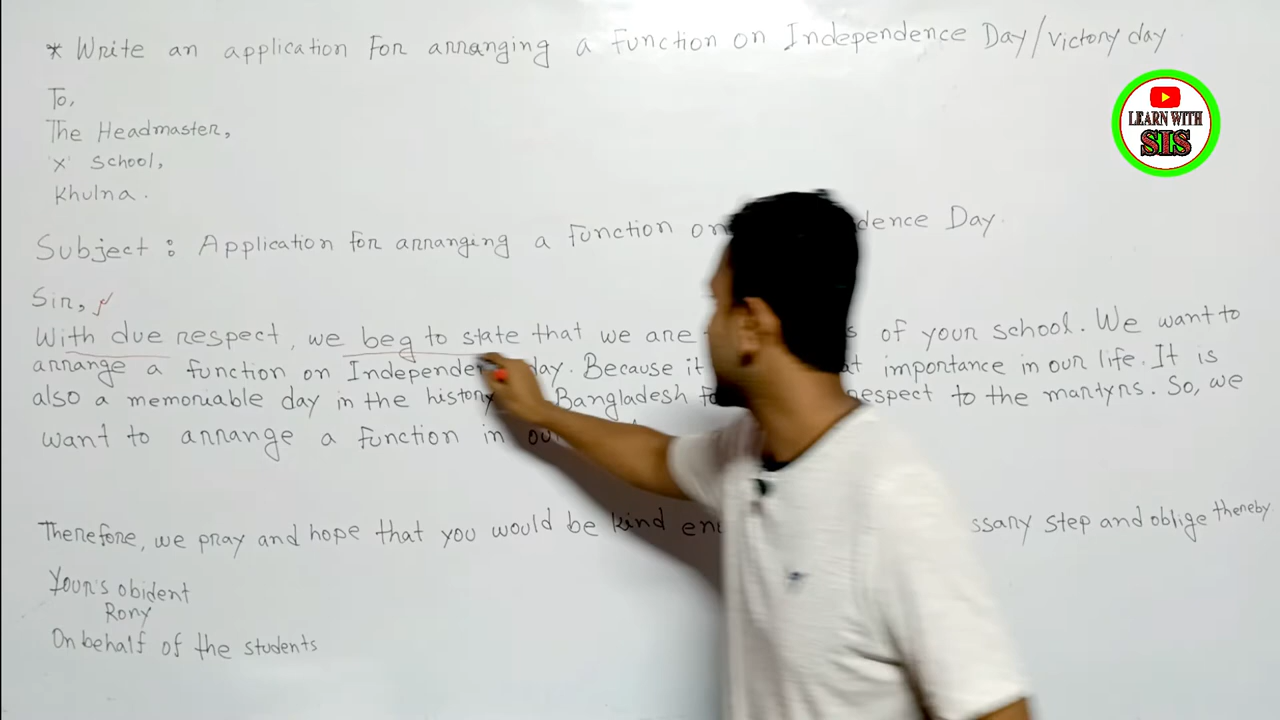 * Write an application For arranging a function on Independence Day/victory day.
To,
The Headmaster,
'X' School,
Khulna.
Subject: Application for arranging a function on dence Day.
Sir,
With due respect, we beg to state that we are of your school. We want to
arrange a function on Independen day. Because it importance in our life. It is
also a memoriable day in the history Bangladesh respect to the martyrs. So, we
want to arrange a function in
Therefore, we pray and hope that you would be kind ssary step and oblige thereby.
Your's obident
Rony
On behalf of the students
LEARN WITH
SIS